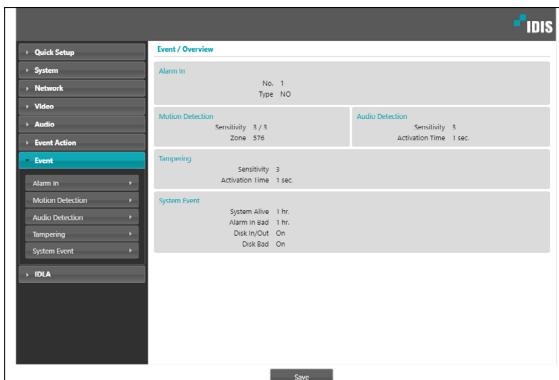 IDIS
Quick Setup
System
Network
Video
Audio
Event Action
Event
Alarm In
Motion Detection
Audio Detection
Tampering
System Event
IDLA
Event / Overview
Alarm In
No. 1
Type NO
Motion Detection
Sensitivity 3 / 3
Zone 576
Audio Detection
Sensitivity 3
Activation Time 1 sec.
Tampering
Sensitivity 3
Activation Time 1 sec.
System Event
System Alive 1 hr.
Alarm In Bad 1 hr.
Disk In/Out On
Disk Bad On
Save